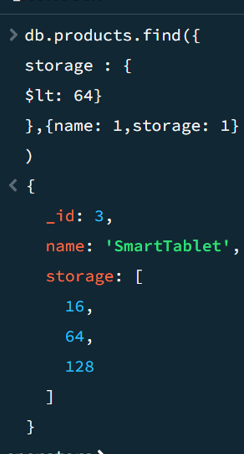 db.products.find({
storage : {
$lt: 64}
},{name: 1,storage: 1}
)
{
_id: 3,
name: 'SmartTablet',
storage: [
16,
64,
128
]
}